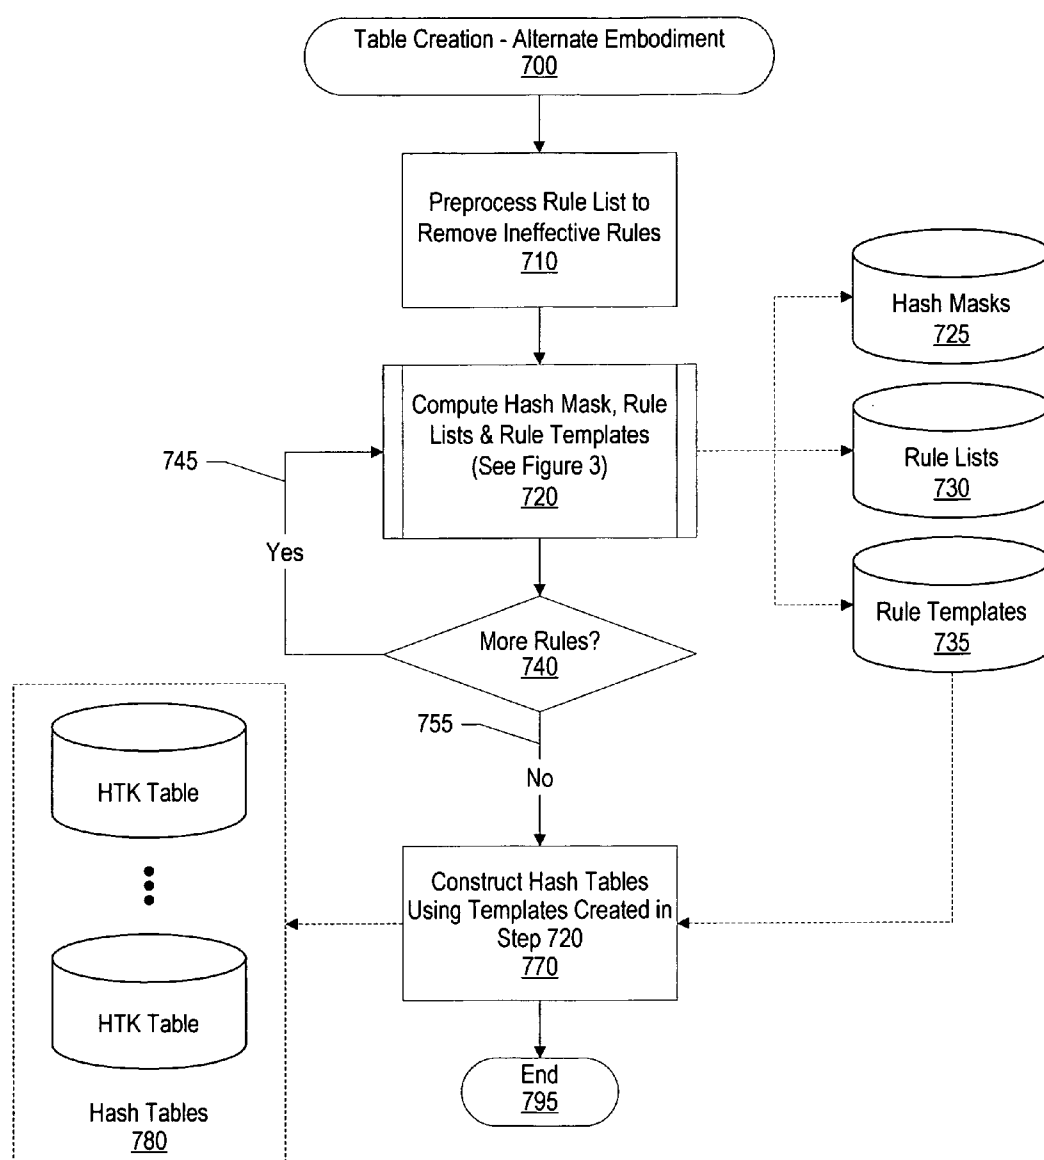 Table Creation - Alternate Embodiment
700
Preprocess Rule List to
Remove Ineffective Rules
710
Hash Masks
725
Compute Hash Mask, Rule
Lists & Rule Templates
(See Figure 3)
720
Rule Lists
730
745
Yes
Rule Templates
735
More Rules?
740
755
No
HTK Table
Construct Hash Tables
Using Templates Created in
Step 720
770
HTK Table
Hash Tables
780
End
795